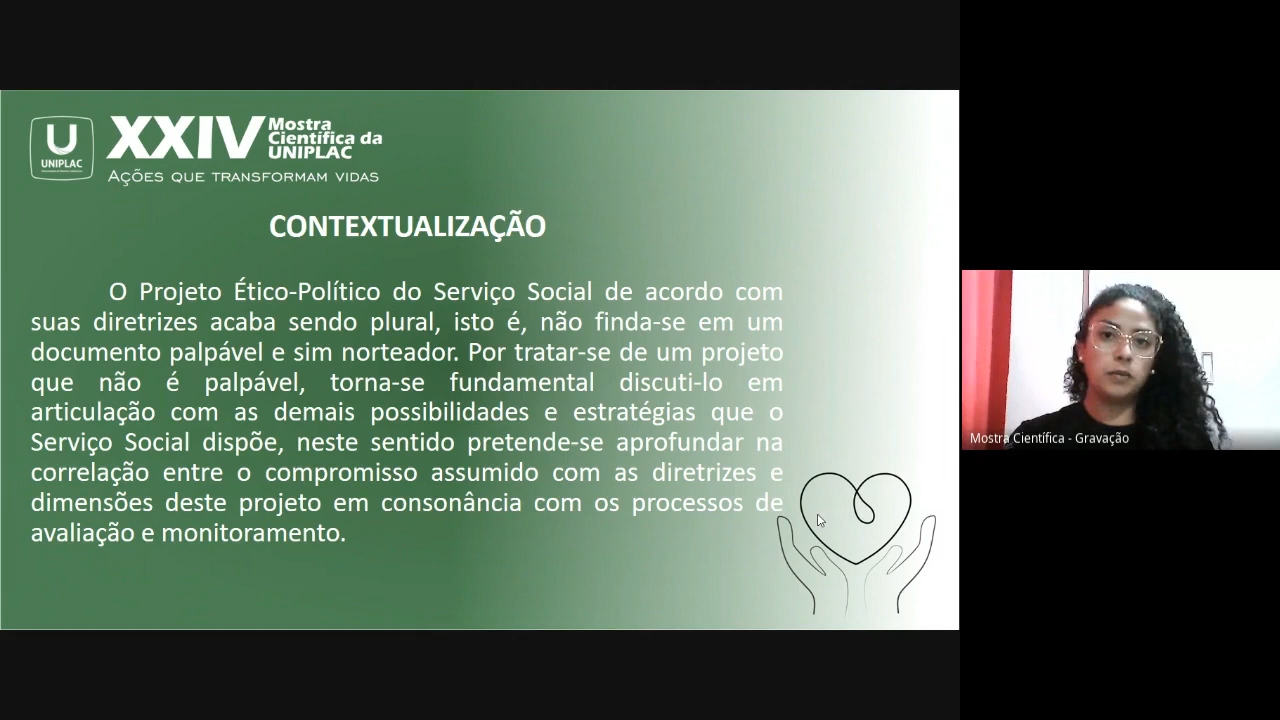 U
UNIPLAC
XXIV
Mostra
Científica da
UNIPLAC
AÇÕES QUE TRANSFORMAM VIDAS
CONTEXTUALIZAÇÃO
O Projeto Ético-Político do Serviço Social de acordo com
suas diretrizes acaba sendo plural, isto é, não finda-se em um
documento palpável e sim norteador. Por tratar-se de um projeto
que não é palpável, torna-se fundamental discuti-lo em
articulação com as demais possibilidades e estratégias que o
Serviço Social dispõe, neste sentido pretende-se aprofundar na
correlação entre o compromisso assumido com as diretrizes e
dimensões deste projeto em consonância com os processos de
avaliação e monitoramento.
Mostra Científica - Gravação